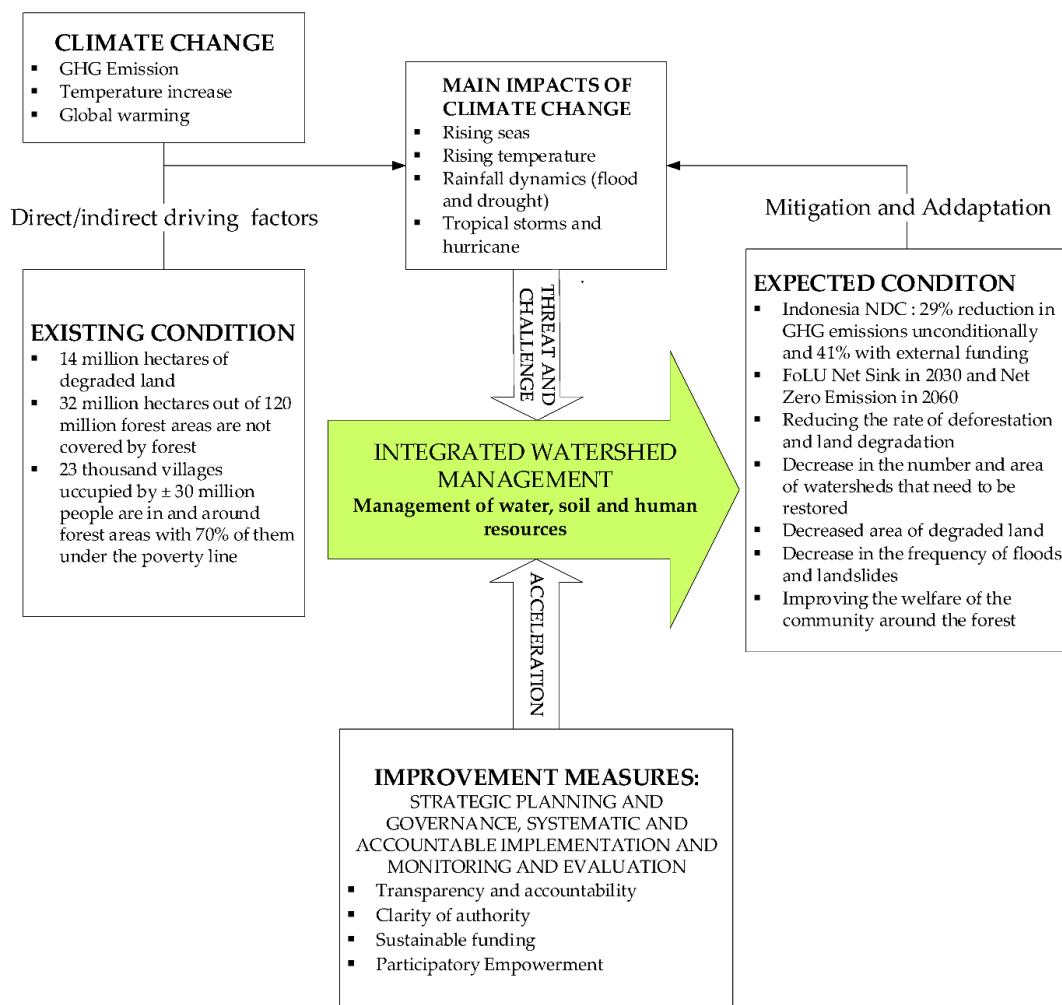 CLIMATE CHANGE
▪ GHG Emission
▪ Temperature increase
▪ Global warming
MAIN IMPACTS OF
CLIMATE CHANGE
▪ Rising seas
▪ Rising temperature
▪ Rainfall dynamics (flood
and drought)
▪ Tropical storms and
hurricane
Direct/indirect driving factors
Mitigation and Addaptation
EXISTING CONDITION
▪ 14 million hectares of
degraded land
▪ 32 million hectares out of 120
million forest areas are not
covered by forest
▪ 23 thousand villages
uccupied by ± 30 million
people are in and around
forest areas with 70% of them
under the poverty line
THREAT AND
CHALLENGE
INTEGRATED WATERSHED
MANAGEMENT
Management of water, soil and human
resources
EXPECTED CONDITON
▪ Indonesia NDC : 29% reduction in
GHG emissions unconditionally
and 41% with external funding
▪ FoLU Net Sink in 2030 and Net
Zero Emission in 2060
▪ Reducing the rate of deforestation
and land degradation
▪ Decrease in the number and area
of watersheds that need to be
restored
▪ Decreased area of degraded land
▪ Decrease in the frequency of floods
and landslides
▪ Improving the welfare of the
community around the forest
ACCELERATION
IMPROVEMENT MEASURES:
STRATEGIC PLANNING AND
GOVERNANCE, SYSTEMATIC AND
ACCOUNTABLE IMPLEMENTATION AND
MONITORING AND EVALUATION
▪ Transparency and accountability
▪ Clarity of authority
▪ Sustainable funding
▪ Participatory Empowerment